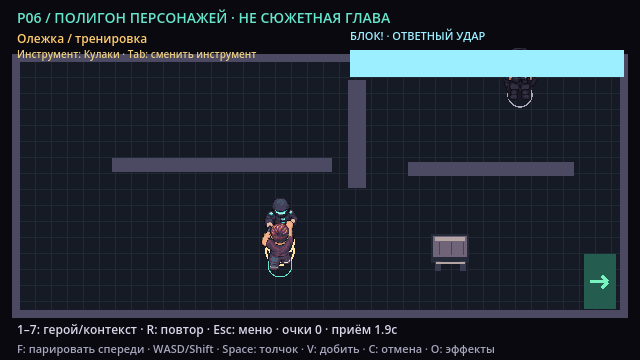 P06 / ПОЛИГОН ПЕРСОНАЖЕЙ · НЕ СЮЖЕТНАЯ ГЛАВА
Олежка / тренировка
БЛОК! · ОТВЕТНЫЙ УДАР
Инструмент: Кулаки · Tab: сменить инструмент
1–7: герой/контекст · R: повтор · Esc: меню · очки 0 · приём 1.9с
F: парировать спереди · WASD/Shift · Space: толчок · V: добить · C: отмена · O: эффекты